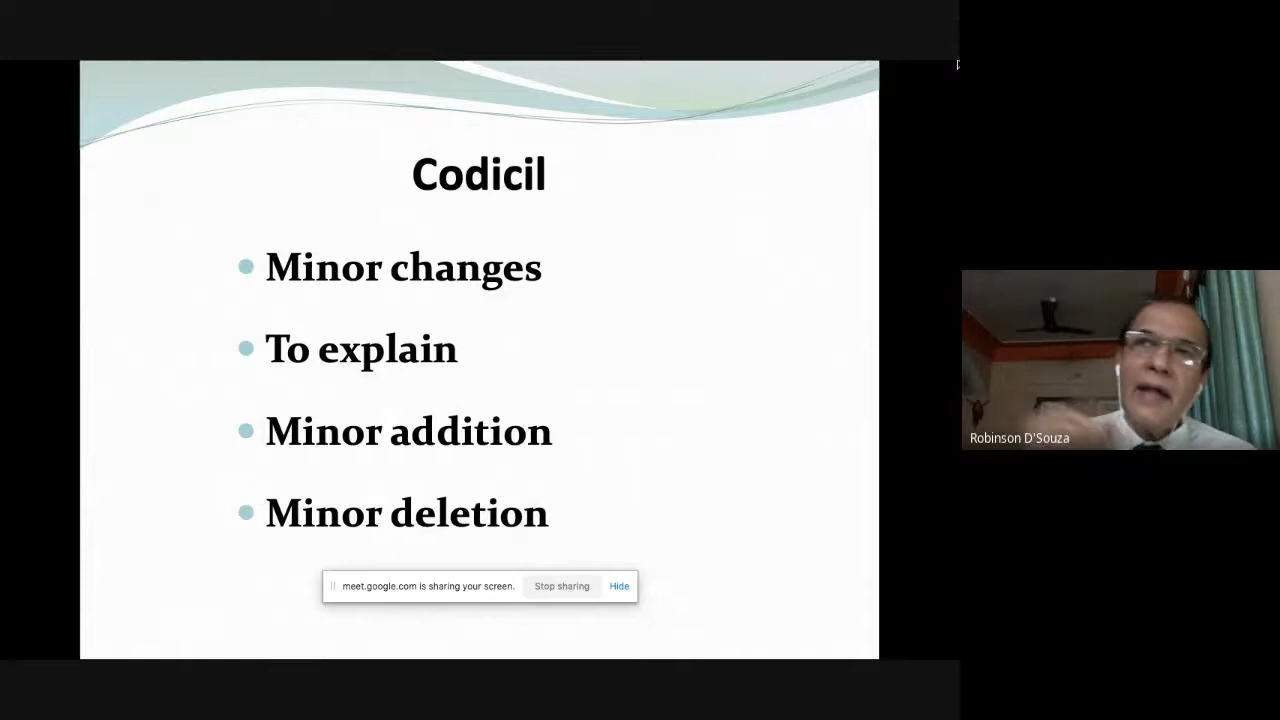 Codicil
Minor changes
To explain
Minor addition
Minor deletion
meet.google.com is sharing your screen. Stop sharing Hide
Robinson D'Souza